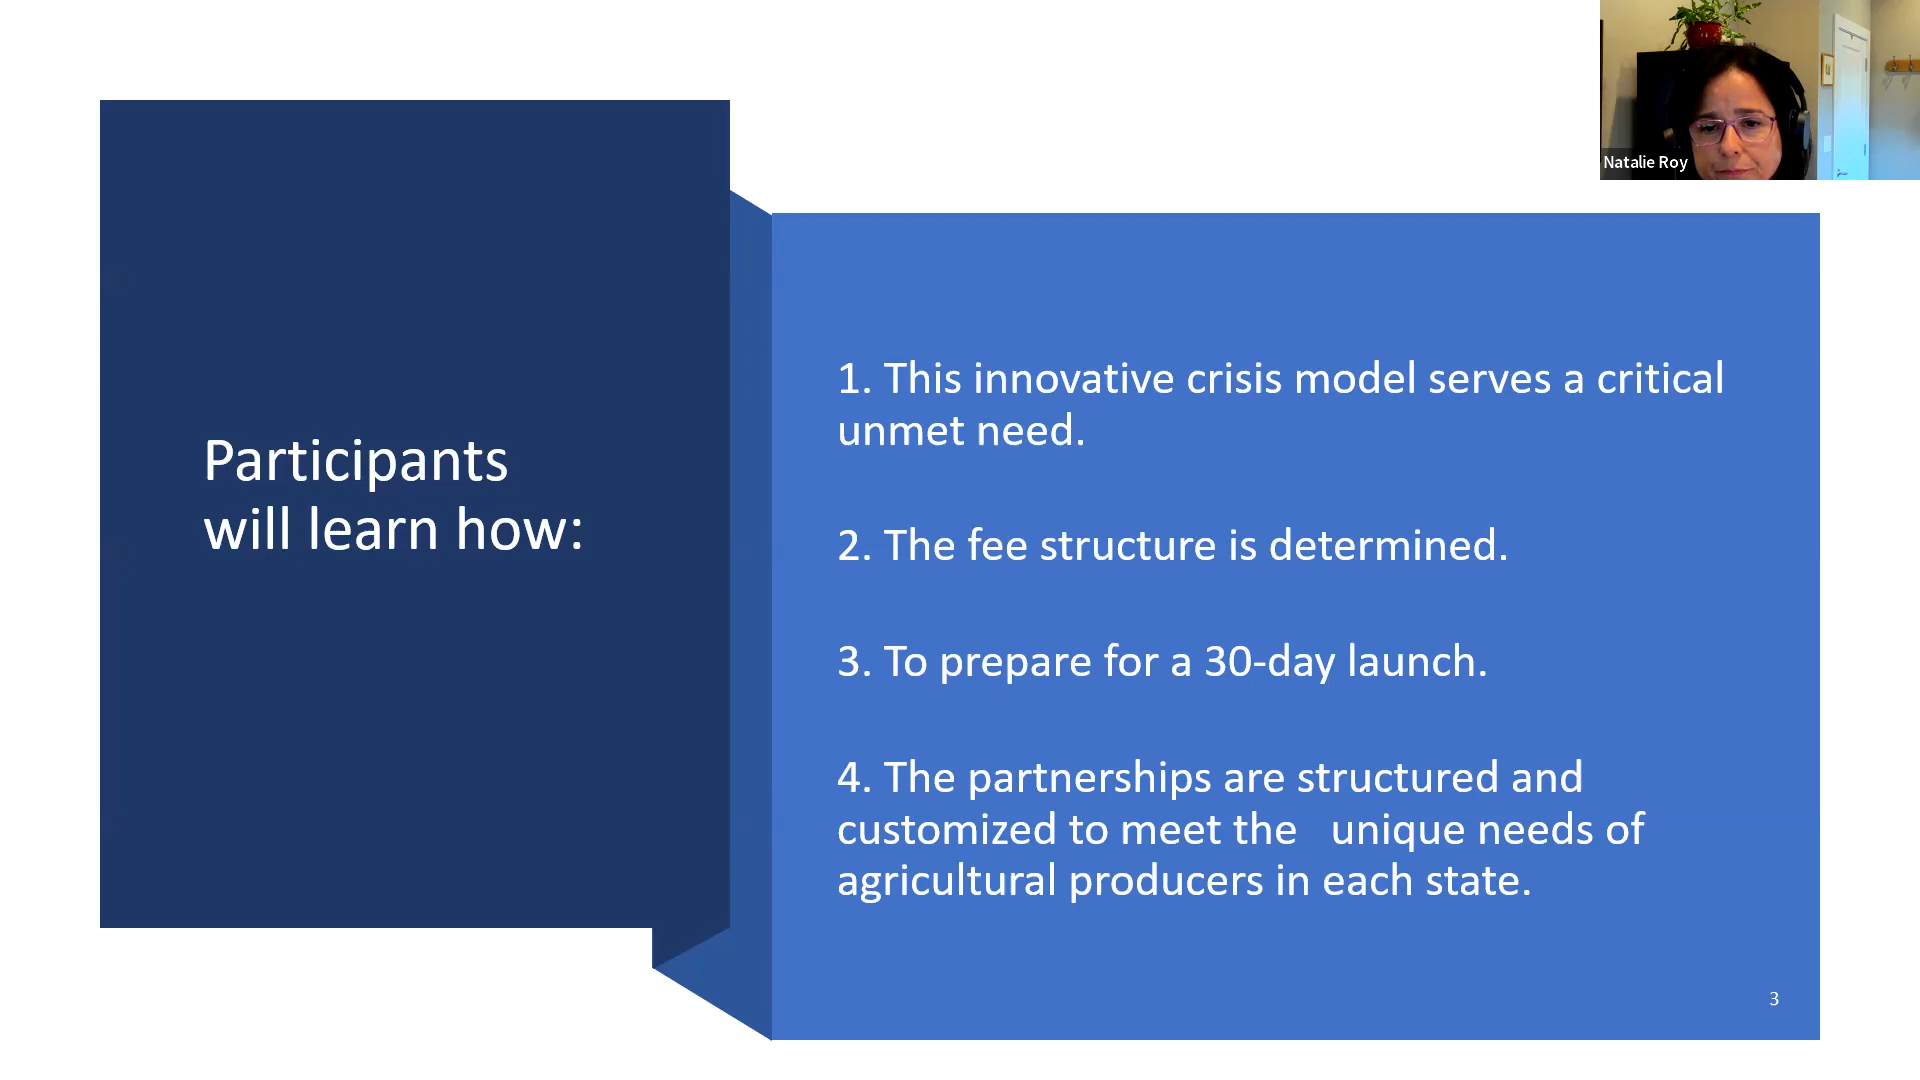 Natalie Roy
Participants
will learn how:
1. This innovative crisis model serves a critical
unmet need.
2. The fee structure is determined.
3. To prepare for a 30-day launch.
4. The partnerships are structured and
customized to meet the   unique needs of
agricultural producers in each state.
3